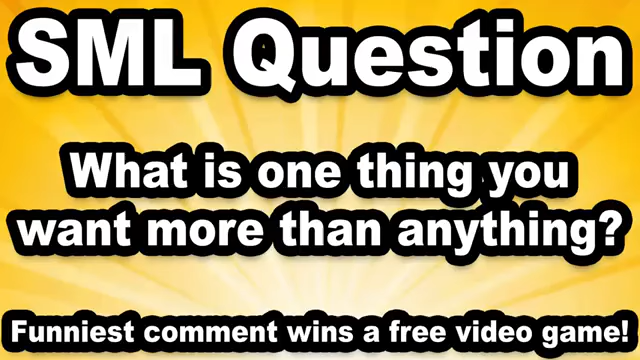 SML Question
What is one thing you
want more than anything?
Funniest comment wins a free video game!